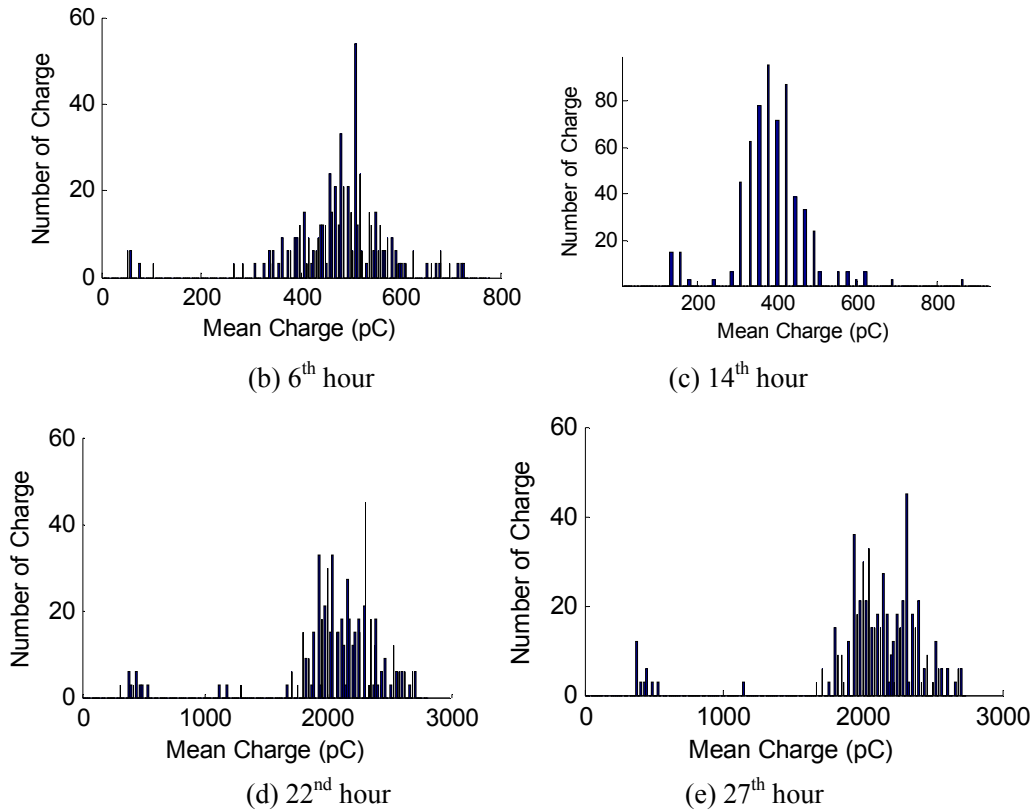 60
40
20
0
0 200 400 600 800
Number of Charge
Mean Charge (pC)
(b) 6th hour
80
60
40
20
200 400 600 800
Number of Charge
Mean Charge (pC)
(c) 14th hour
60
40
20
0
0 1000 2000 3000
Number of Charge
Mean Charge (pC)
(d) 22nd hour
60
40
20
0
0 1000 2000 3000
Number of Charge
Mean Charge (pC)
(e) 27th hour